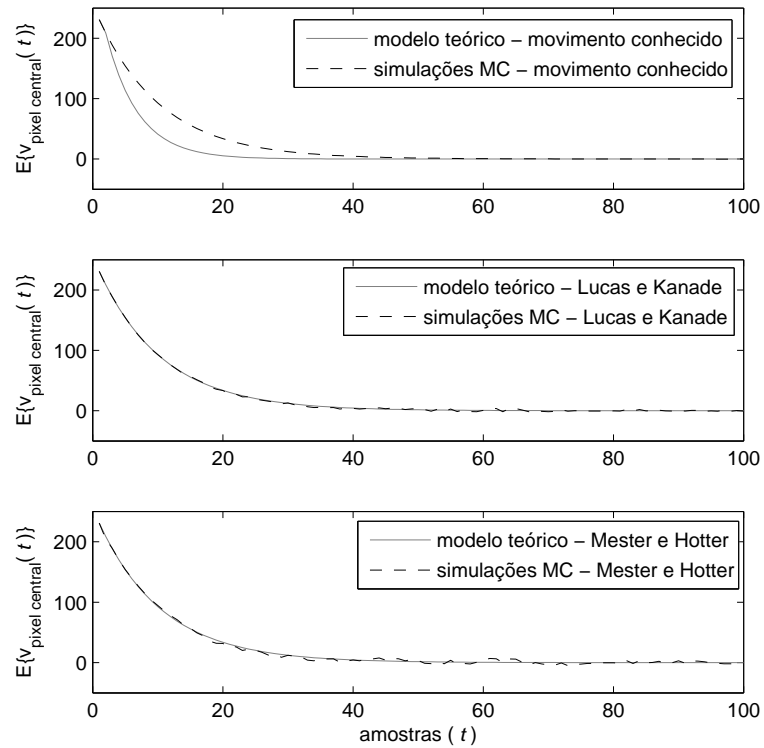 E{v_pixel central( t )}
200
100
0
modelo teórico – movimento conhecido
simulações MC – movimento conhecido
0 20 40 60 80 100
E{v_pixel central( t )}
200
100
0
modelo teórico – Lucas e Kanade
simulações MC – Lucas e Kanade
0 20 40 60 80 100
E{v_pixel central( t )}
200
100
0
modelo teórico – Mester e Hotter
simulações MC – Mester e Hotter
0 20 40 60 80 100
amostras ( t )